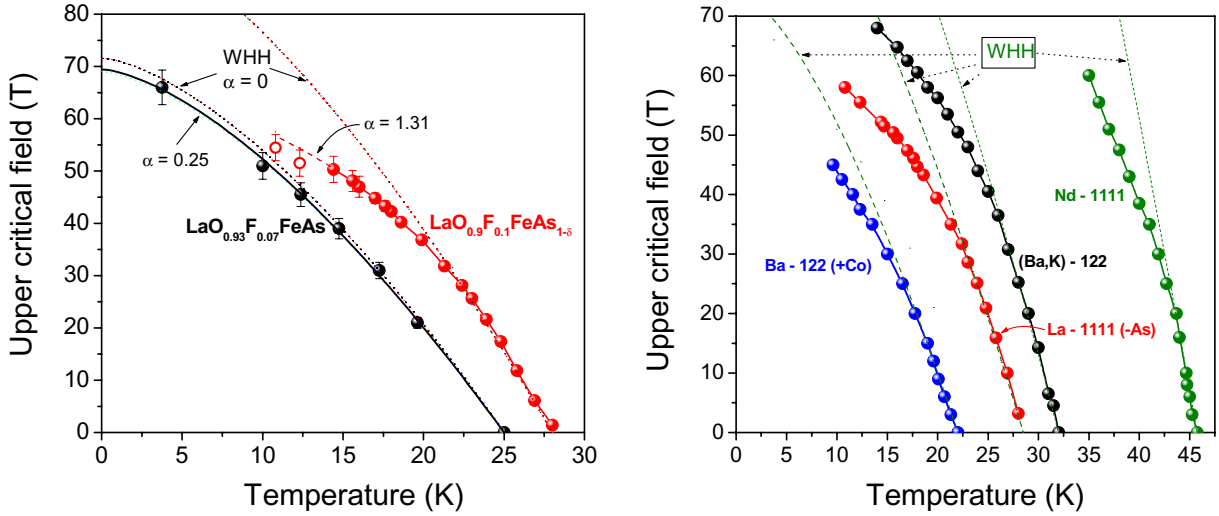 80
70
60
50
40
30
20
10
0
Upper critical field (T)
WHH
α = 0
α = 1.31
α = 0.25
LaO₀.₉₃F₀.₀₇FeAs
LaO₀.₉F₀.₁FeAs₁₋δ
0 5 10 15 20 25 30
Temperature (K)
70
60
50
40
30
20
10
0
Upper critical field (T)
WHH
Nd - 1111
Ba - 122 (+Co)
(Ba,K) - 122
La - 1111 (-As)
0 5 10 15 20 25 30 35 40 45
Temperature (K)